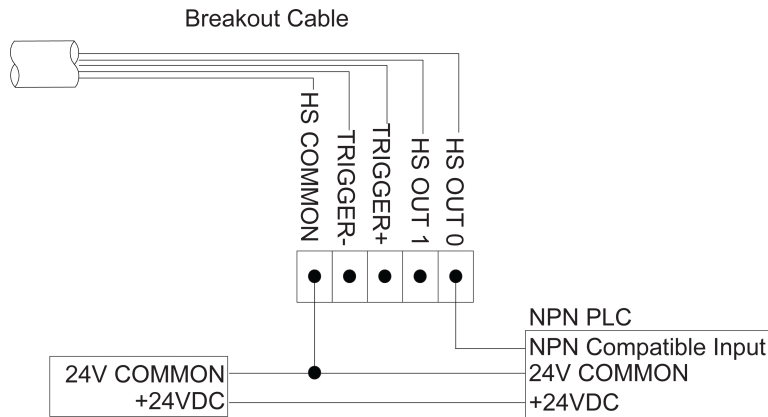 Breakout Cable
HS COMMON
TRIGGER-
TRIGGER+
HS OUT 1
HS OUT 0
NPN PLC
NPN Compatible Input
24V COMMON
24V COMMON
+24VDC
+24VDC